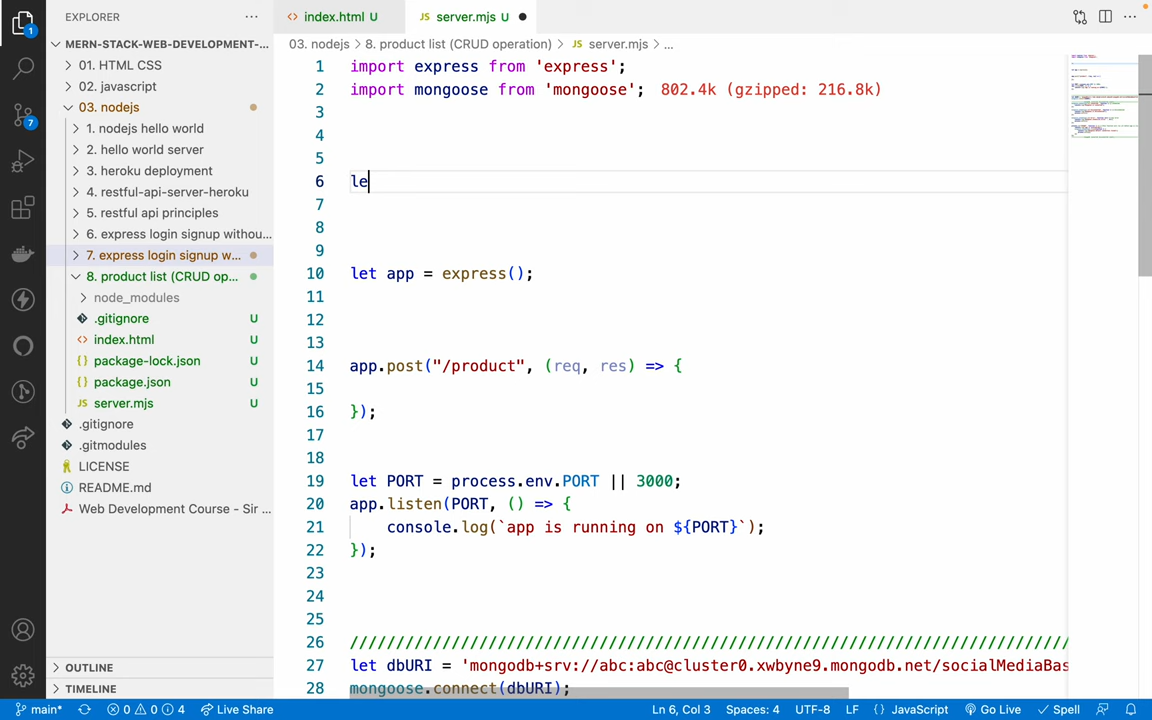 EXPLORER
index.html U
server.mjs U
MERN-STACK-WEB-DEVELOPMENT-...
03. nodejs > 8. product list (CRUD operation) > JS server.mjs > ...
01. HTML CSS
02. javascript
03. nodejs
1. nodejs hello world
2. hello world server
3. heroku deployment
4. restful-api-server-heroku
5. restful api principles
6. express login signup withou...
7. express login signup w...
8. product list (CRUD op...
node_modules
.gitignore U
index.html U
package-lock.json U
package.json U
JS server.mjs U
.gitignore
.gitmodules
LICENSE
README.md
Web Development Course - Sir ...
OUTLINE
TIMELINE
1 import express from 'express';
2 import mongoose from 'mongoose'; 802.4k (gzipped: 216.8k)
3
4
5
6 le
7
8
9
10 let app = express();
11
12
13
14 app.post("/product", (req, res) => {
15
16 });
17
18
19 let PORT = process.env.PORT || 3000;
20 app.listen(PORT, () => {
21 console.log(`app is running on ${PORT}`);
22 });
23
24
25
26 //////////////////////////////////////////////////////////////////////////////
27 let dbURI = 'mongodb+srv://abc:abc@cluster0.xwbyne9.mongodb.net/socialMediaBas
28 mongoose.connect(dbURI);
1
7
main* 0 0 4 Live Share Ln 6, Col 3 Spaces: 4 UTF-8 LF {} JavaScript Go Live Spell